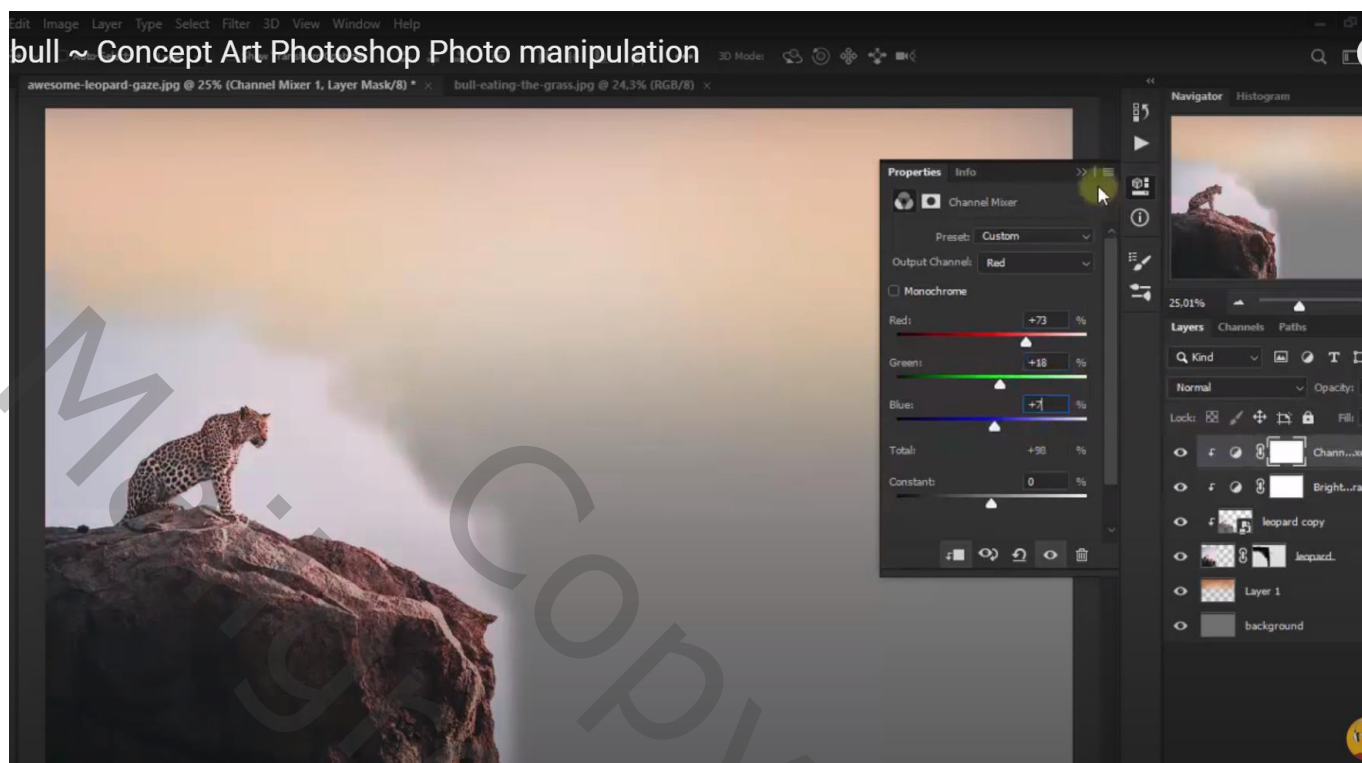 Edit Image Layer Type Select Filter 3D View Window Help
bull ~ Concept Art Photoshop Photo manipulation
3D Mode:
awesome-leopard-gaze.jpg @ 25% (Channel Mixer 1, Layer Mask/8) * ×
bull-eating-the-grass.jpg @ 24,3% (RGB/8) ×
Navigator Histogram
Properties Info
Channel Mixer
Preset: Custom
Output Channel: Red
Monochrome
Red: +73 %
Green: +18 %
Blue: +7 %
Total: +98 %
Constant: 0 %
25,01%
Layers Channels Paths
Kind
Normal Opacity:
Lock: Fill:
Chann...xe
Bright...ra
leopard copy
leopard
Layer 1
background
Copy